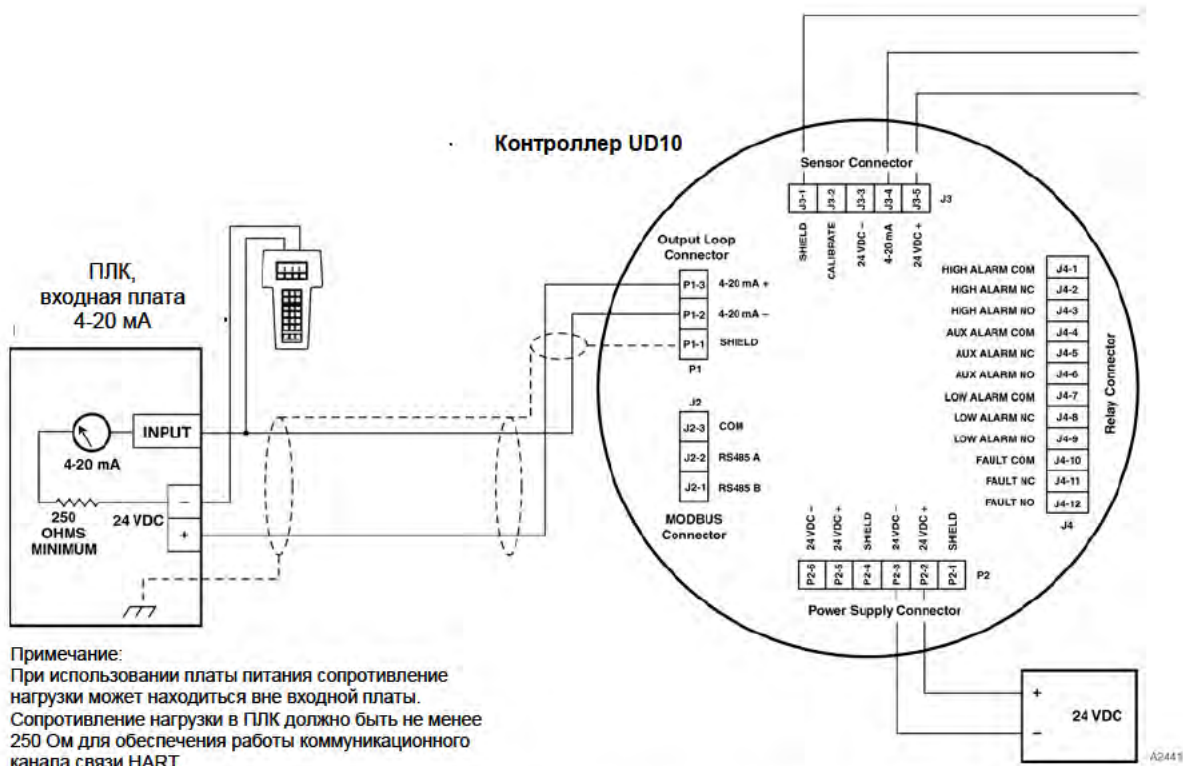 Контроллер UD10
Sensor Connector
J3-1
J3-2
J3-3
J3-4
J3-5
J3
SHIELD
CALIBRATE
24 VDC –
4-20 mA
24 VDC +
Output Loop
Connector
P1-3 4-20 mA +
P1-2 4-20 mA –
P1-1 SHIELD
P1
J2
J2-3 COM
J2-2 RS485 A
J2-1 RS485 B
MODBUS
Connector
HIGH ALARM COM J4-1
HIGH ALARM NC J4-2
HIGH ALARM NO J4-3
AUX ALARM COM J4-4
AUX ALARM NC J4-5
AUX ALARM NO J4-6
LOW ALARM COM J4-7
LOW ALARM NC J4-8
LOW ALARM NO J4-9
FAULT COM J4-10
FAULT NC J4-11
FAULT NO J4-12
J4
Relay Connector
24 VDC –
24 VDC +
SHIELD
24 VDC –
24 VDC +
SHIELD
P2-6
P2-5
P2-4
P2-3
P2-2
P2-1
P2
Power Supply Connector
+
24 VDC
–
A2441
ПЛК,
входная плата
4-20 мА
INPUT
4-20 mA
–
24 VDC
+
250
OHMS
MINIMUM
Примечание:
При использовании платы питания сопротивление
нагрузки может находиться вне входной платы.
Сопротивление нагрузки в ПЛК должно быть не менее
250 Ом для обеспечения работы коммуникационного
канала связи HART